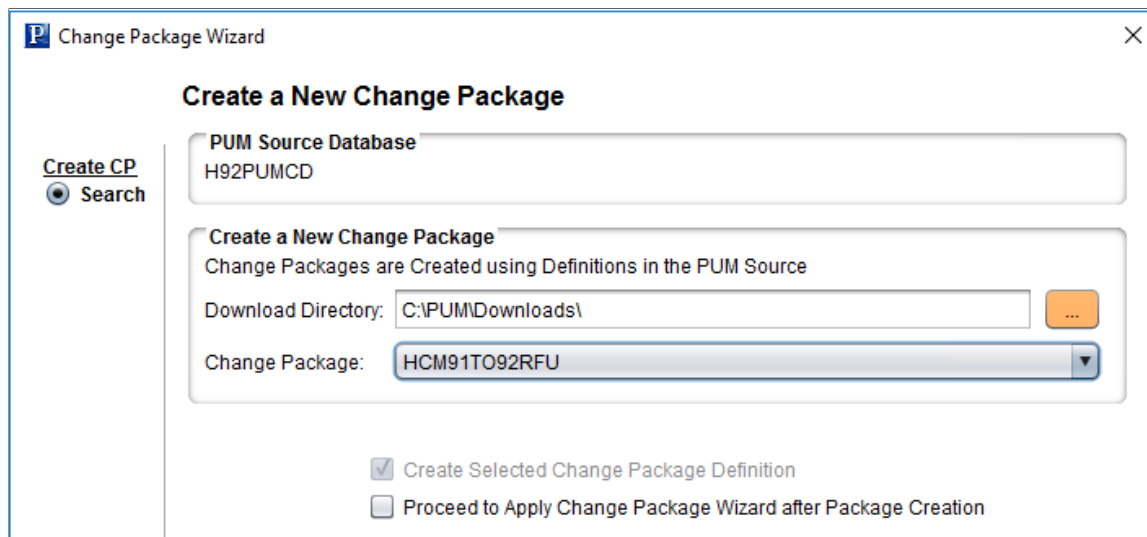 Change Package Wizard
Create a New Change Package
Create CP
Search
PUM Source Database
H92PUMCD
Create a New Change Package
Change Packages are Created using Definitions in the PUM Source
Download Directory: C:\PUM\Downloads\ ...
Change Package: HCM91TO92RFU
Create Selected Change Package Definition
Proceed to Apply Change Package Wizard after Package Creation